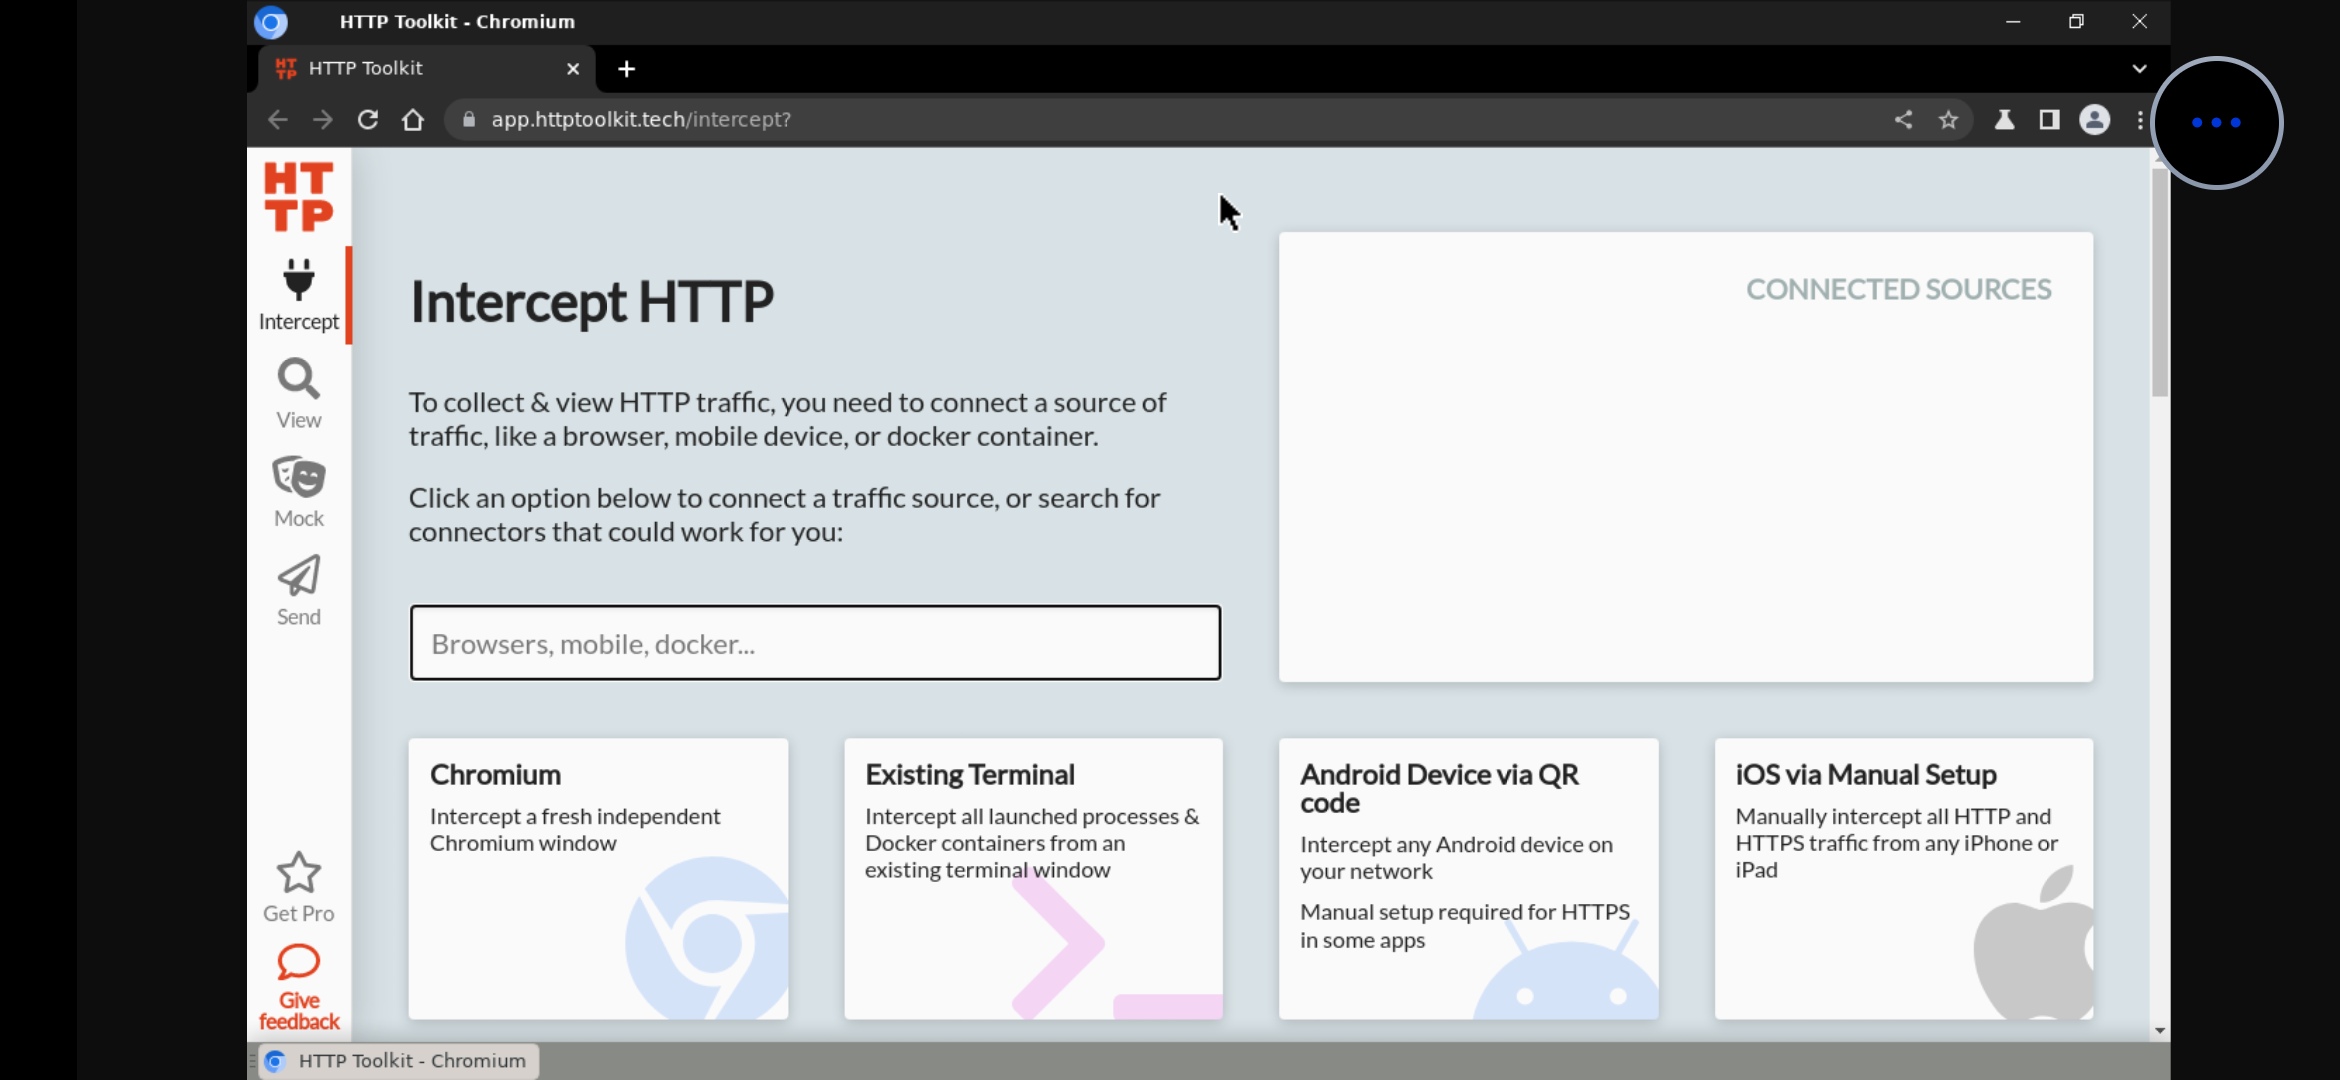 HTTP Toolkit - Chromium
HTTP Toolkit
app.httptoolkit.tech/intercept?
HT
TP
Intercept
View
Mock
Send
Get Pro
Give
feedback
Intercept HTTP
To collect & view HTTP traffic, you need to connect a source of
traffic, like a browser, mobile device, or docker container.
Click an option below to connect a traffic source, or search for
connectors that could work for you:
Browsers, mobile, docker...
CONNECTED SOURCES
Chromium
Intercept a fresh independent
Chromium window
Existing Terminal
Intercept all launched processes &
Docker containers from an
existing terminal window
Android Device via QR
code
Intercept any Android device on
your network
Manual setup required for HTTPS
in some apps
iOS via Manual Setup
Manually intercept all HTTP and
HTTPS traffic from any iPhone or
iPad
HTTP Toolkit - Chromium